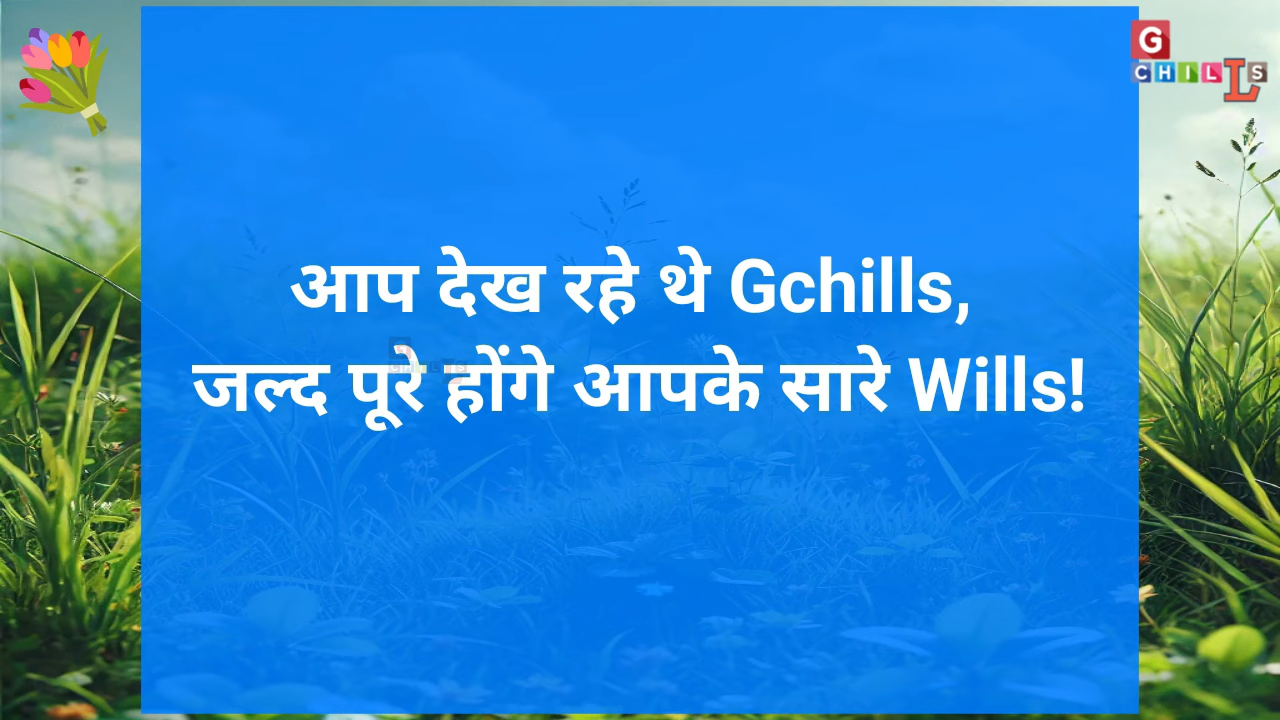 G
CHILLS
आप देख रहे थे Gchills,
जल्द पूरे होंगे आपके सारे Wills!